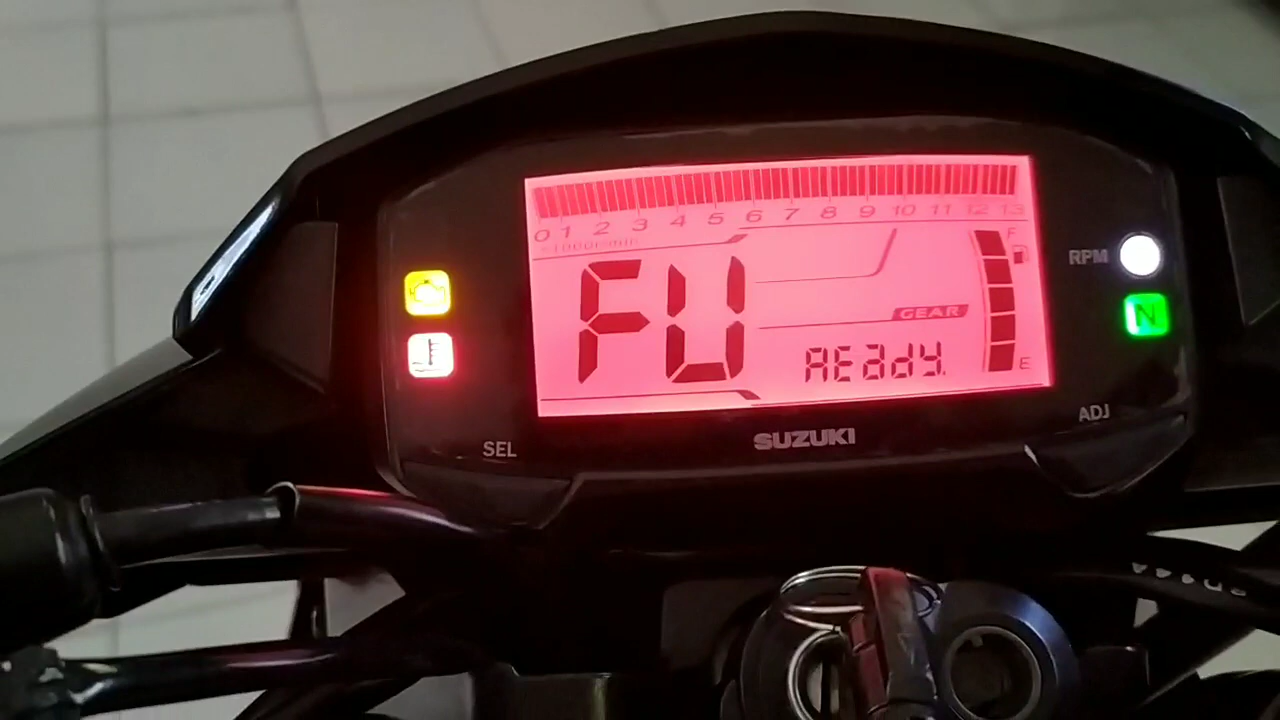 0 1 2 3 4 5 6 7 8 9 10 11 12 13
×1000r/min
F
FU
RPM
GEAR
N
READY.
E
ADJ
SUZUKI
SEL